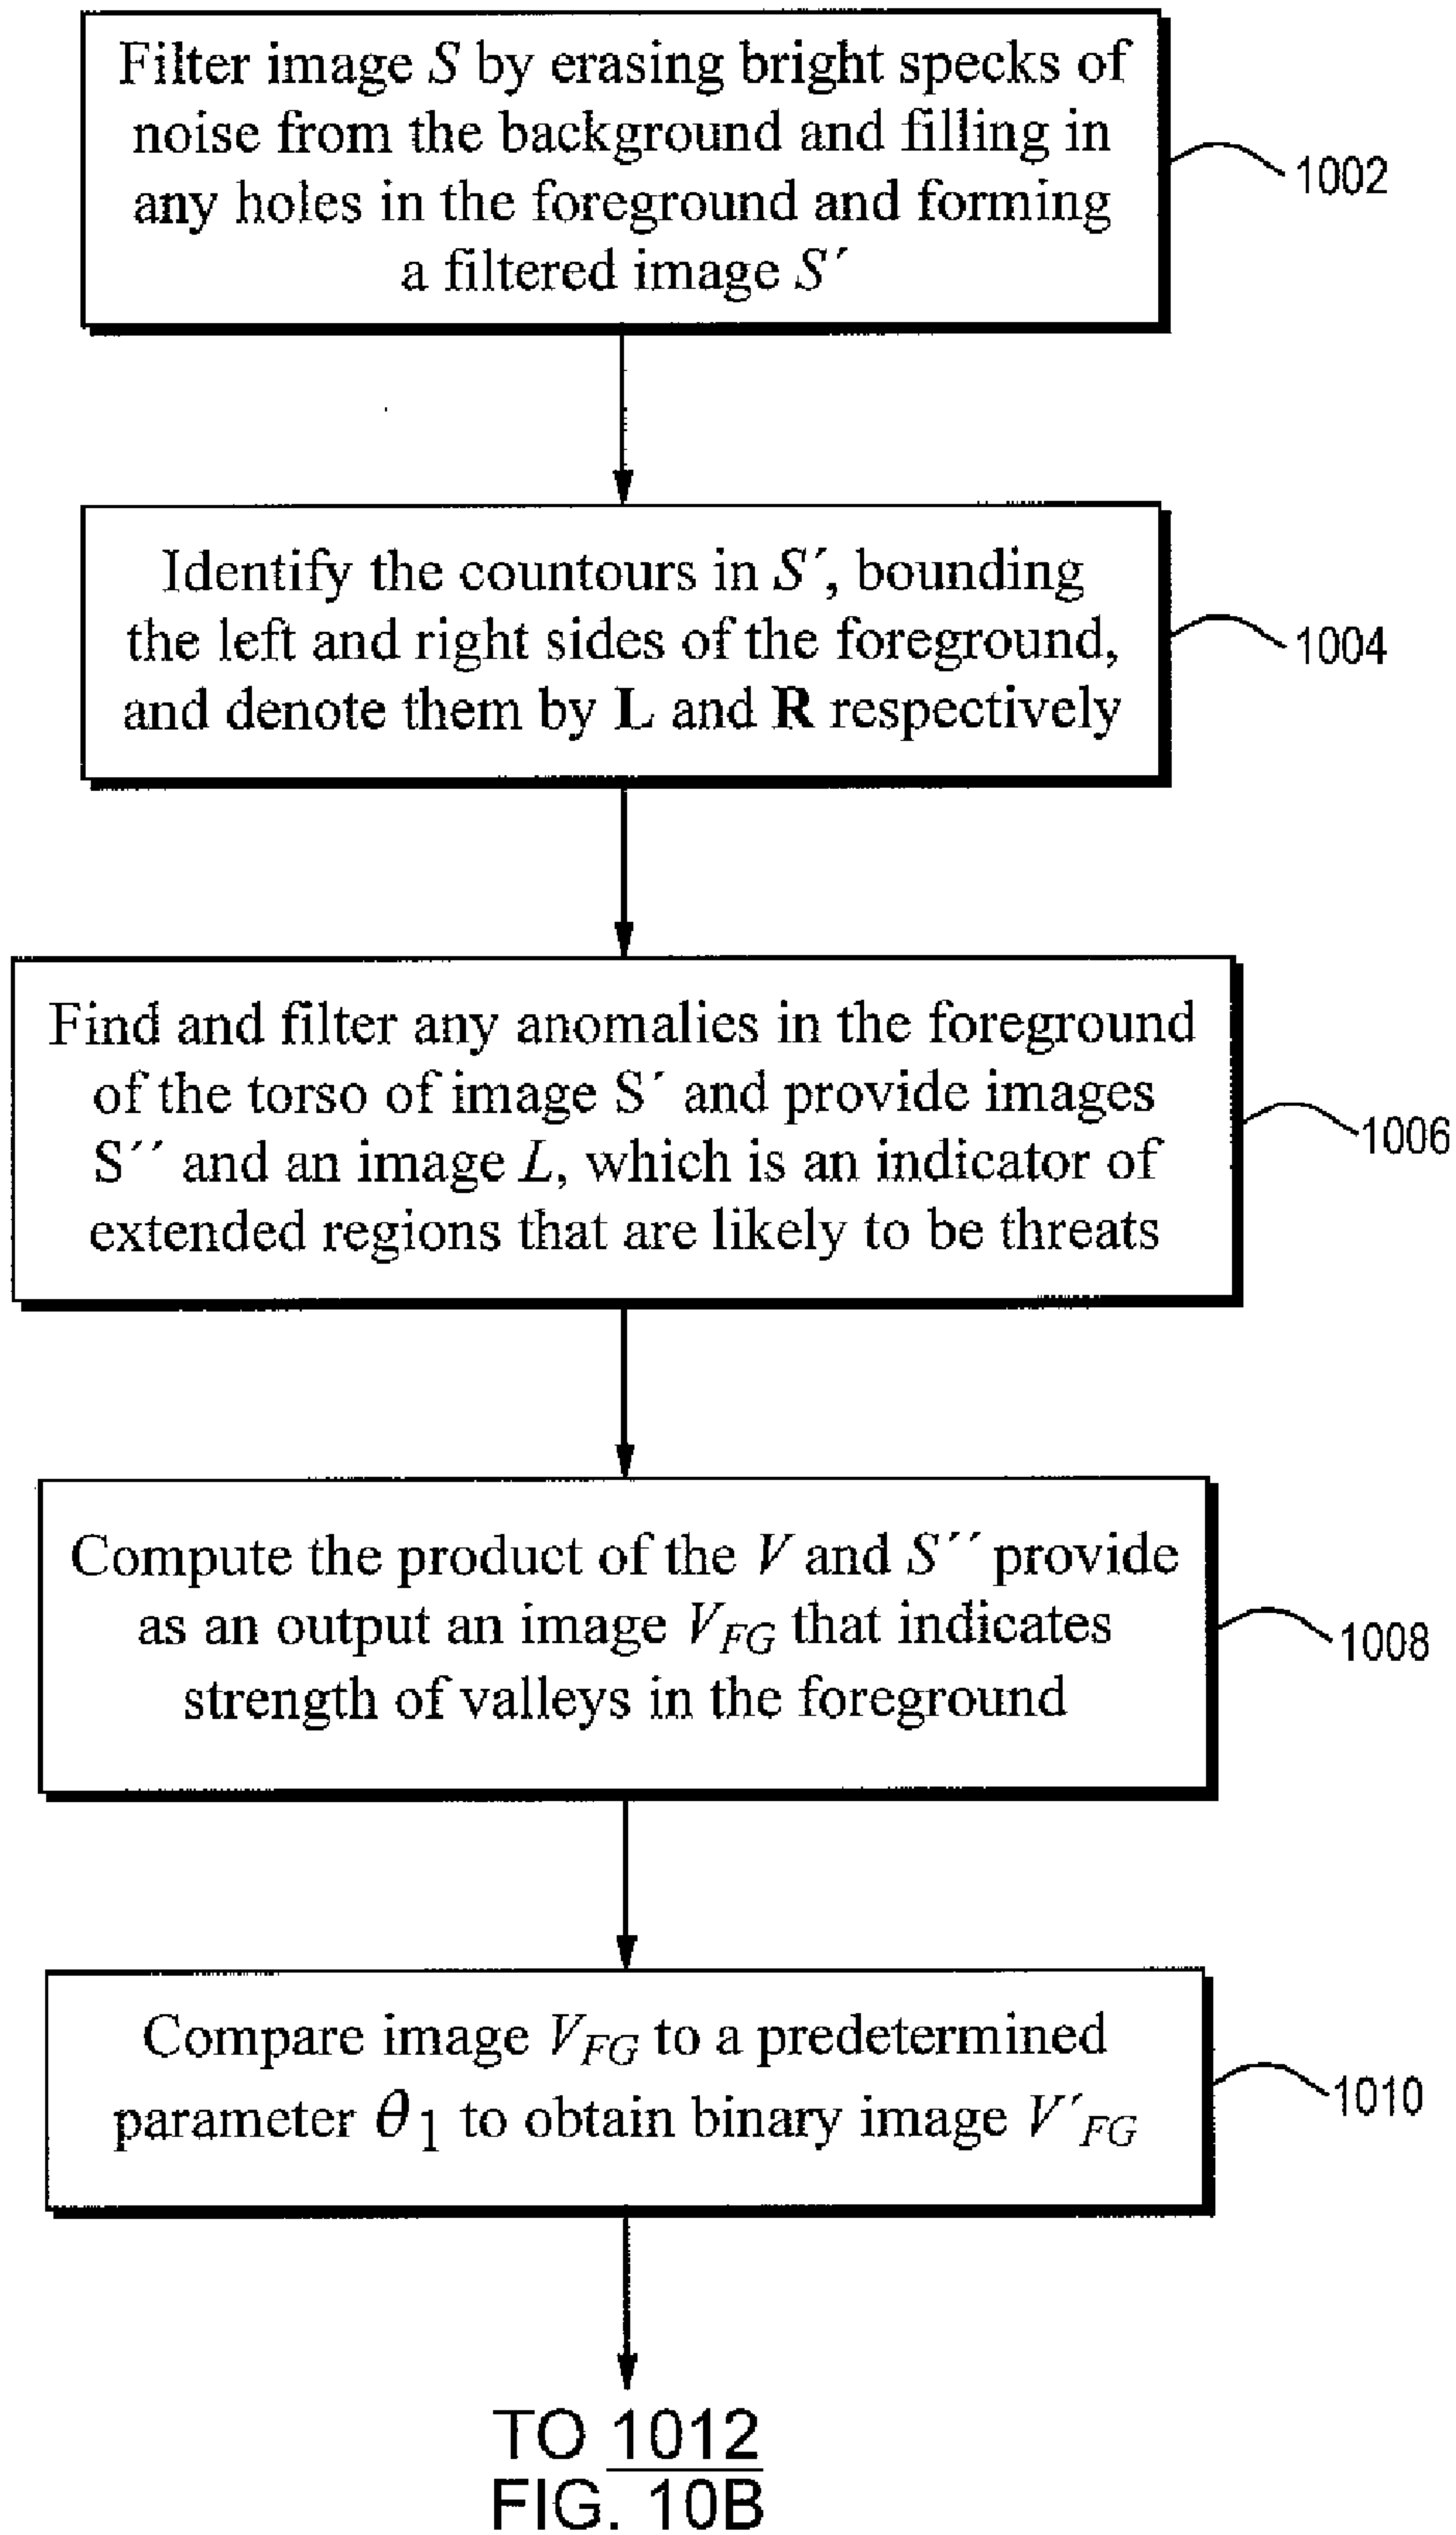 Filter image S by erasing bright specks of
noise from the background and filling in
any holes in the foreground and forming
a filtered image S´
1002
Identify the countours in S´, bounding
the left and right sides of the foreground,
and denote them by L and R respectively
1004
Find and filter any anomalies in the foreground
of the torso of image S´ and provide images
S´´ and an image L, which is an indicator of
extended regions that are likely to be threats
1006
Compute the product of the V and S´´ provide
as an output an image V_FG that indicates
strength of valleys in the foreground
1008
Compare image V_FG to a predetermined
parameter θ1 to obtain binary image V´_FG
1010
TO 1012
FIG. 10B